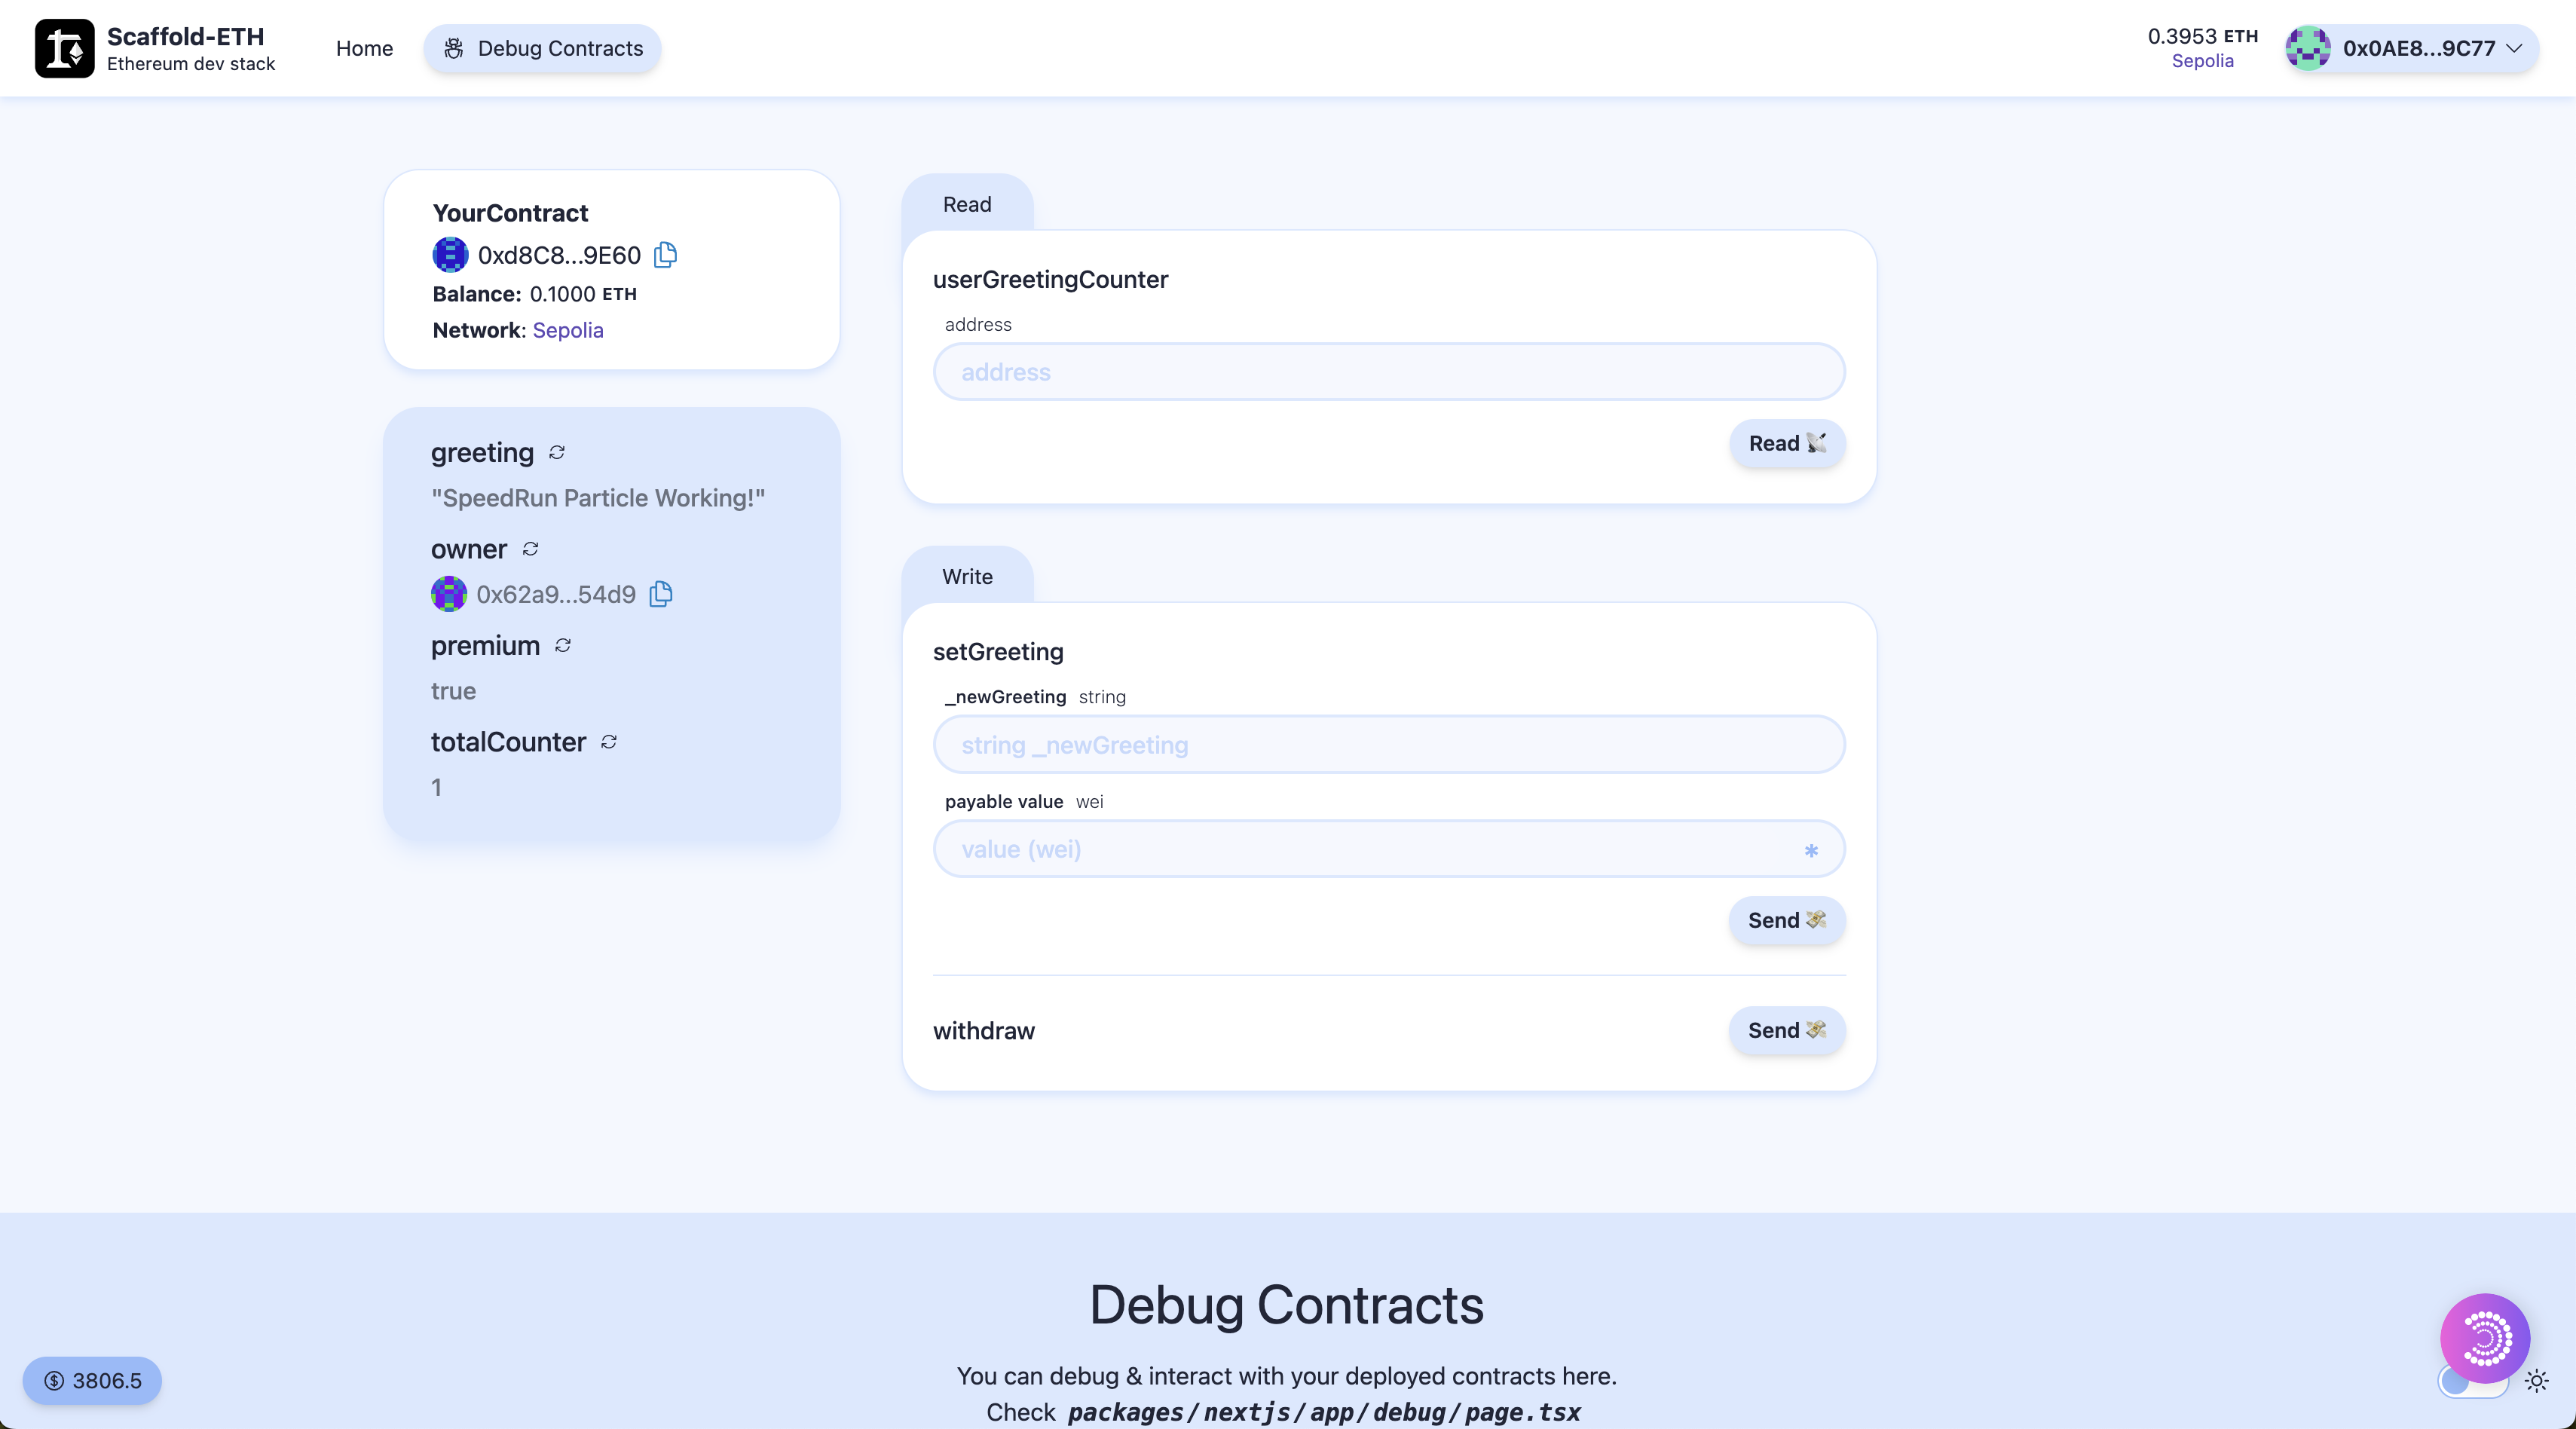 Scaffold-ETH
Ethereum dev stack
Home
Debug Contracts
0.3953 ETH
Sepolia
0x0AE8...9C77
YourContract
0xd8C8...9E60
Balance: 0.1000 ETH
Network: Sepolia
greeting
"SpeedRun Particle Working!"
owner
0x62a9...54d9
premium
true
totalCounter
1
Read
userGreetingCounter
address
address
Read
Write
setGreeting
_newGreeting string
string _newGreeting
payable value wei
value (wei)
*
Send
withdraw
Send
Debug Contracts
You can debug & interact with your deployed contracts here.
Check packages/nextjs/app/debug/page.tsx
3806.5